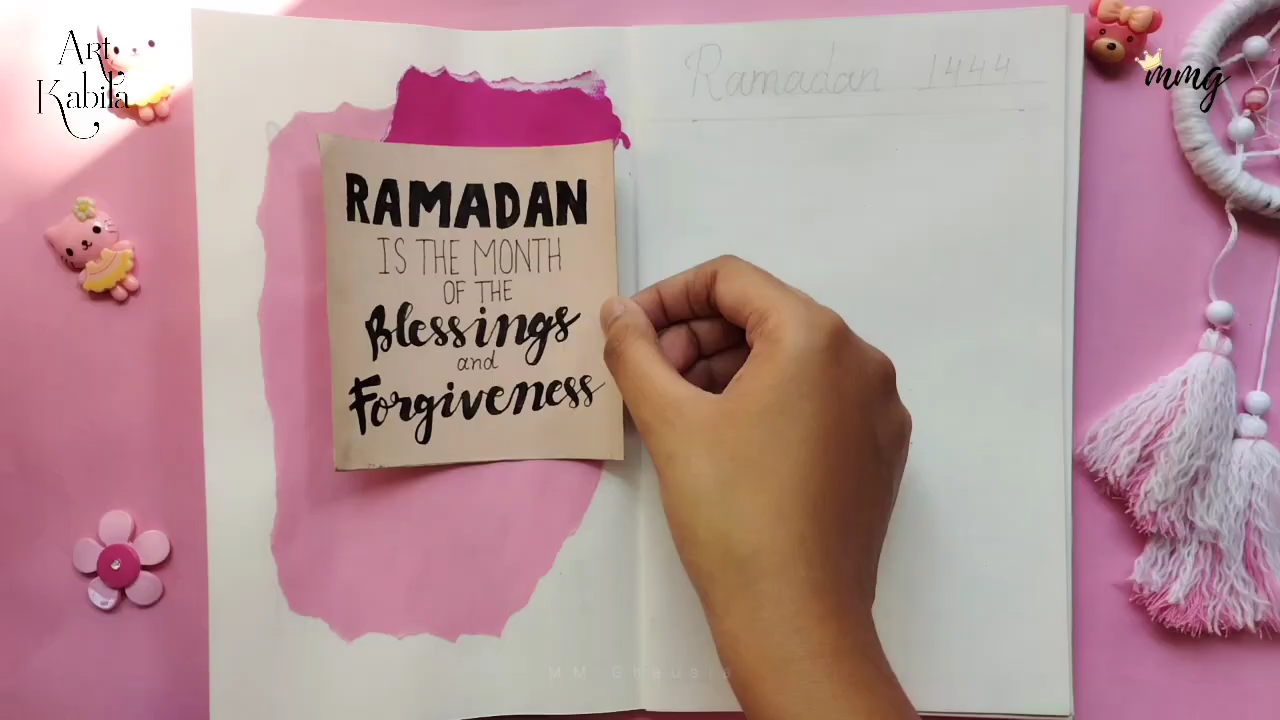 Art
Kabila
mmg
Ramadan 1444
RAMADAN
IS THE MONTH
OF THE
Blessings
and
Forgiveness